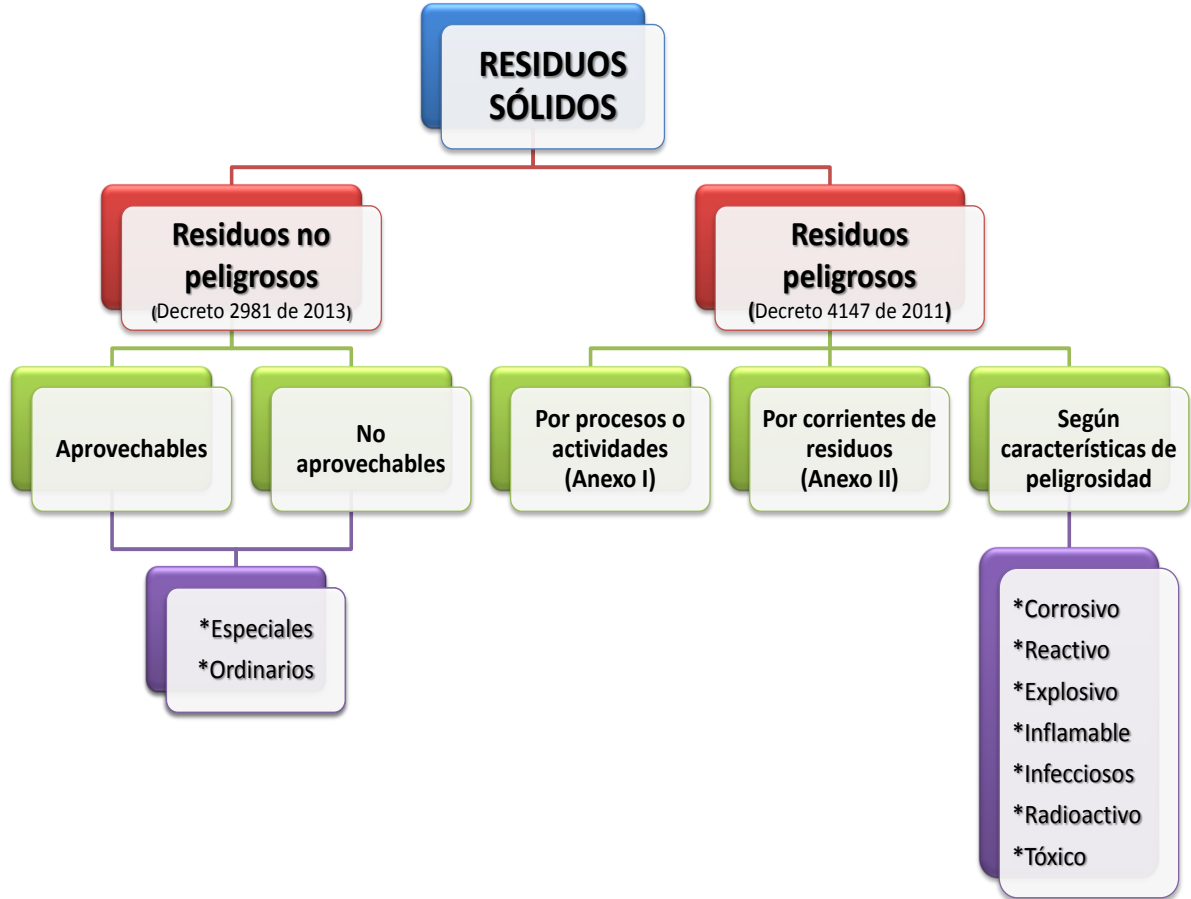 RESIDUOS
SÓLIDOS
Residuos no
peligrosos
(Decreto 2981 de 2013)
Residuos
peligrosos
(Decreto 4147 de 2011)
Aprovechables
No
aprovechables
Por procesos o
actividades
(Anexo I)
Por corrientes de
residuos
(Anexo II)
Según
características de
peligrosidad
*Especiales
*Ordinarios
*Corrosivo
*Reactivo
*Explosivo
*Inflamable
*Infecciosos
*Radioactivo
*Tóxico